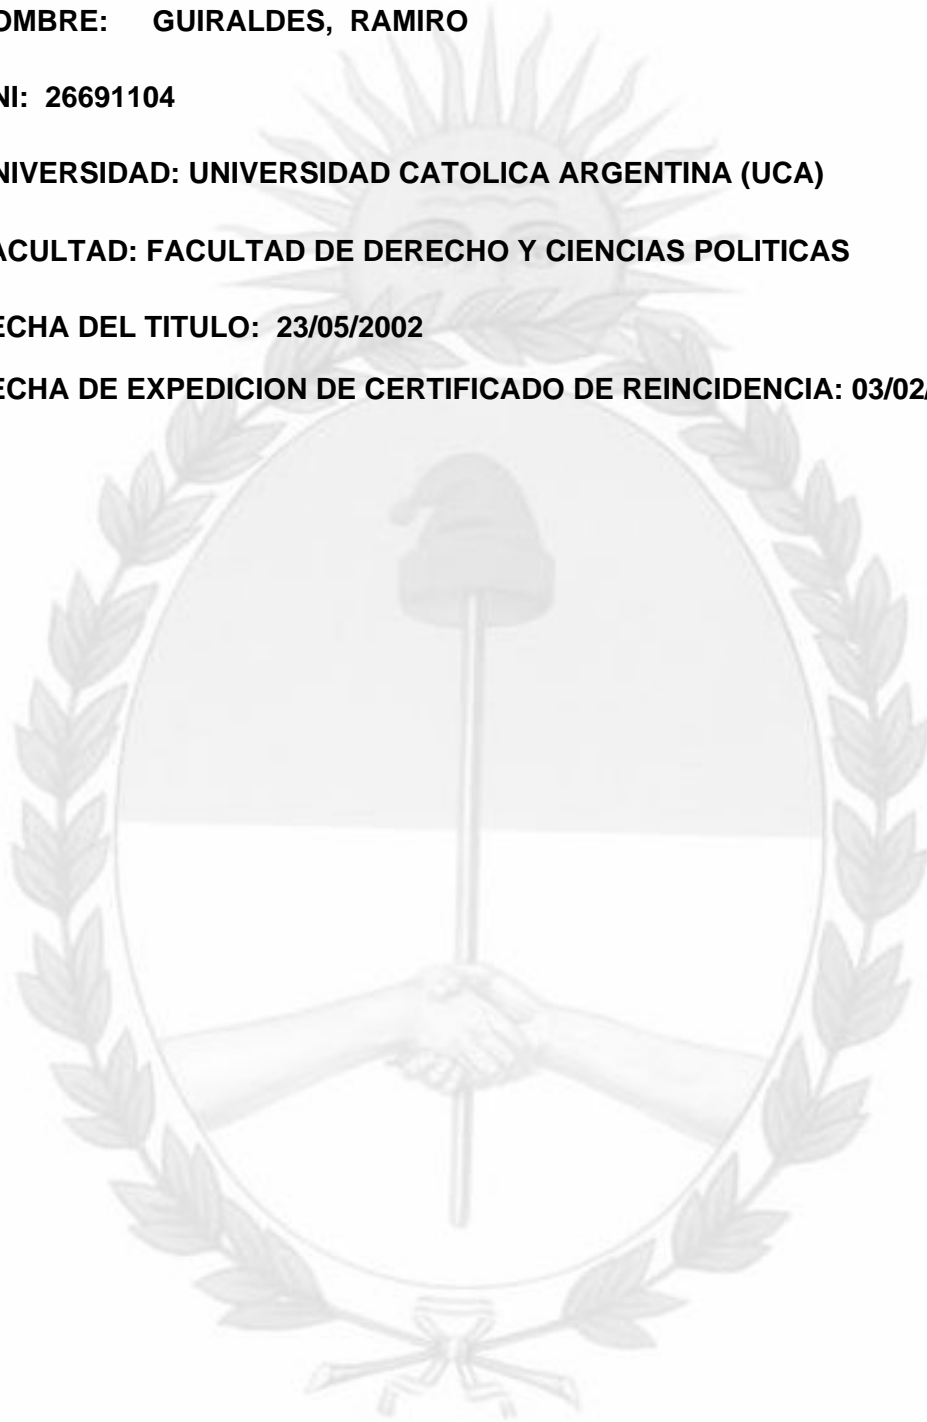 OMBRE: GUIRALDES, RAMIRO
NI: 26691104
NIVERSIDAD: UNIVERSIDAD CATOLICA ARGENTINA (UCA)
ACULTAD: FACULTAD DE DERECHO Y CIENCIAS POLITICAS
ECHA DEL TITULO: 23/05/2002
ECHA DE EXPEDICION DE CERTIFICADO DE REINCIDENCIA: 03/02/